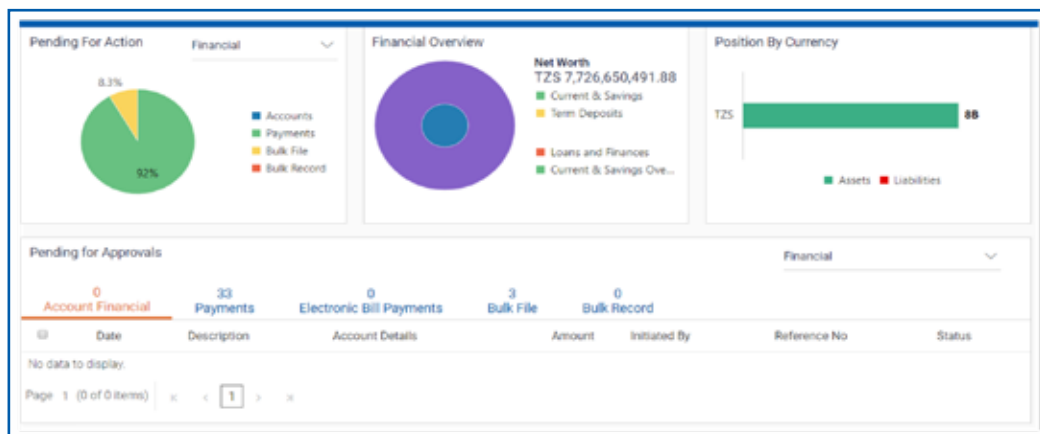 Pending For Action
Financial
8.3%
92%
Accounts
Payments
Bulk File
Bulk Record
Financial Overview
Net Worth
TZS 7,726,650,491.88
Current & Savings
Term Deposits
Loans and Finances
Current & Savings Ove...
Position By Currency
TZS
88
Assets Liabilities
Pending for Approvals
Financial
0 33 0 3 0
Account Financial Payments Electronic Bill Payments Bulk File Bulk Record
Date Description Account Details Amount Initiated By Reference No Status
No data to display.
Page 1 (0 of 0 items) 1